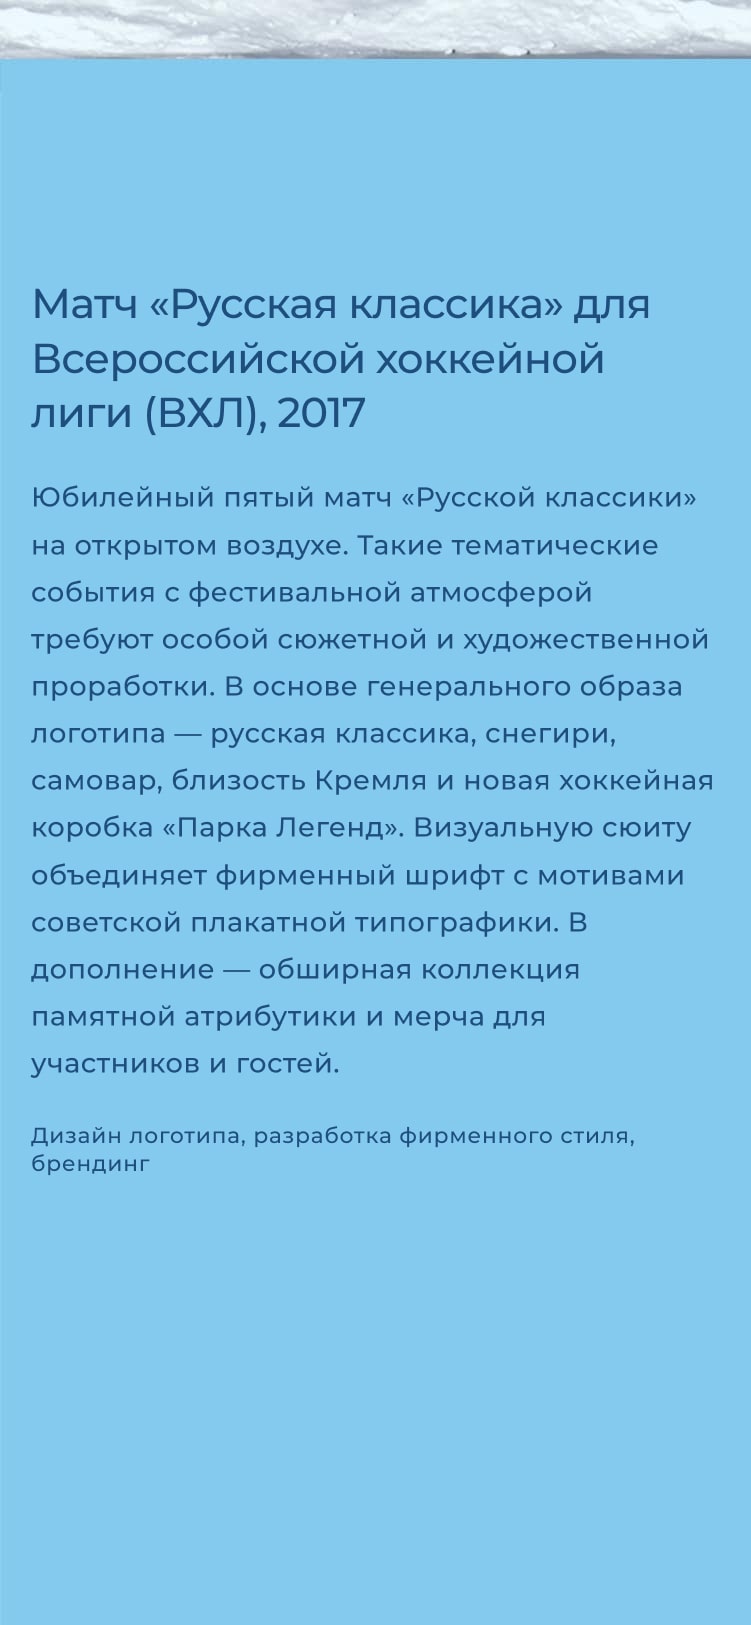 Матч «Русская классика» для
Всероссийской хоккейной
лиги (ВХЛ), 2017
Юбилейный пятый матч «Русской классики»
на открытом воздухе. Такие тематические
события с фестивальной атмосферой
требуют особой сюжетной и художественной
проработки. В основе генерального образа
логотипа — русская классика, снегири,
самовар, близость Кремля и новая хоккейная
коробка «Парка Легенд». Визуальную сюиту
объединяет фирменный шрифт с мотивами
советской плакатной типографики. В
дополнение — обширная коллекция
памятной атрибутики и мерча для
участников и гостей.
Дизайн логотипа, разработка фирменного стиля,
брендинг